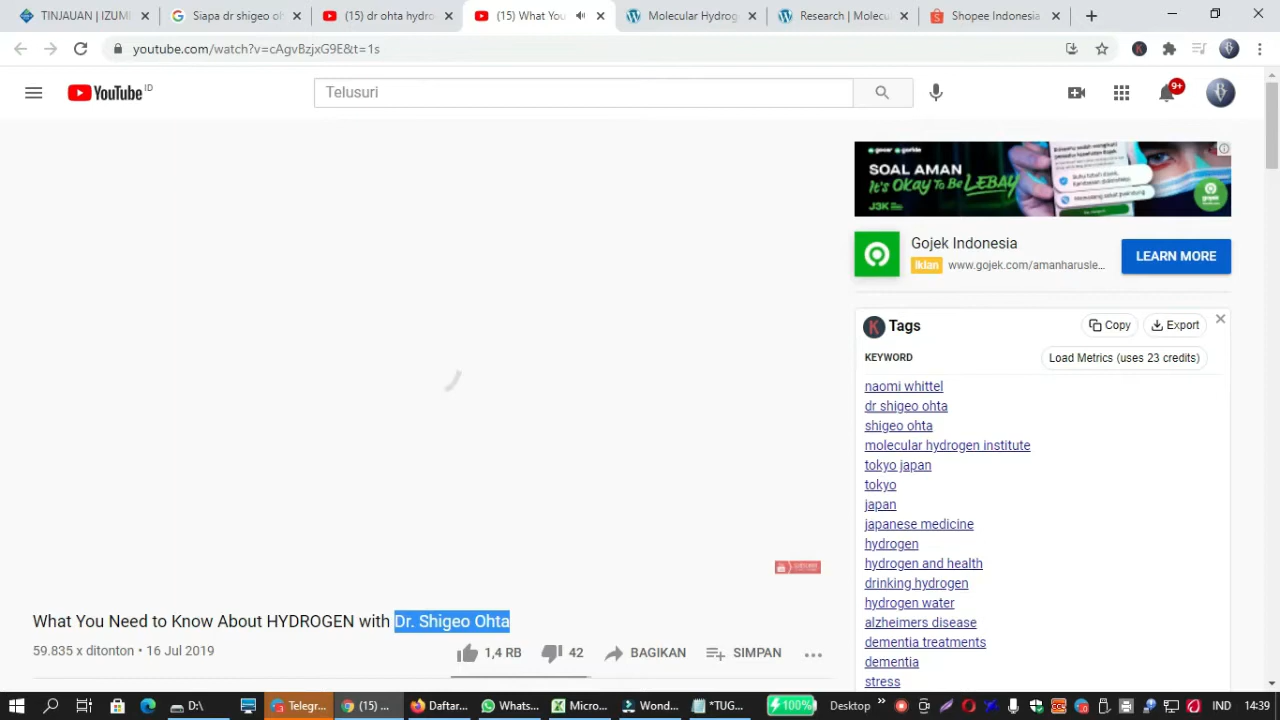 TINJAUAN | IZUMI
Siapa dr shigeo oh
(15) dr ohta hydro
(15) What You
Molecular Hydrog
Research | Molecu
Shopee Indonesia
youtube.com/watch?v=cAgvBzjxG9E&t=1s
YouTube ID
Telusuri
9+
SOAL AMAN
It's OKAY TO Be LEBAY
J3K
gojek
Gojek Indonesia
Iklan www.gojek.com/amanharusle...
LEARN MORE
K Tags
Copy
Export
KEYWORD
Load Metrics (uses 23 credits)
naomi whittel
dr shigeo ohta
shigeo ohta
molecular hydrogen institute
tokyo japan
tokyo
japan
japanese medicine
hydrogen
hydrogen and health
drinking hydrogen
hydrogen water
alzheimers disease
dementia treatments
dementia
stress
What You Need to Know About HYDROGEN with Dr. Shigeo Ohta
59.835 x ditonton • 16 Jul 2019
1,4 RB
42
BAGIKAN
SIMPAN
D:\
Telegr...
(15) ...
Daftar...
Whats...
Micro...
Wond...
*TUG...
100%
Desktop
IND
14:39